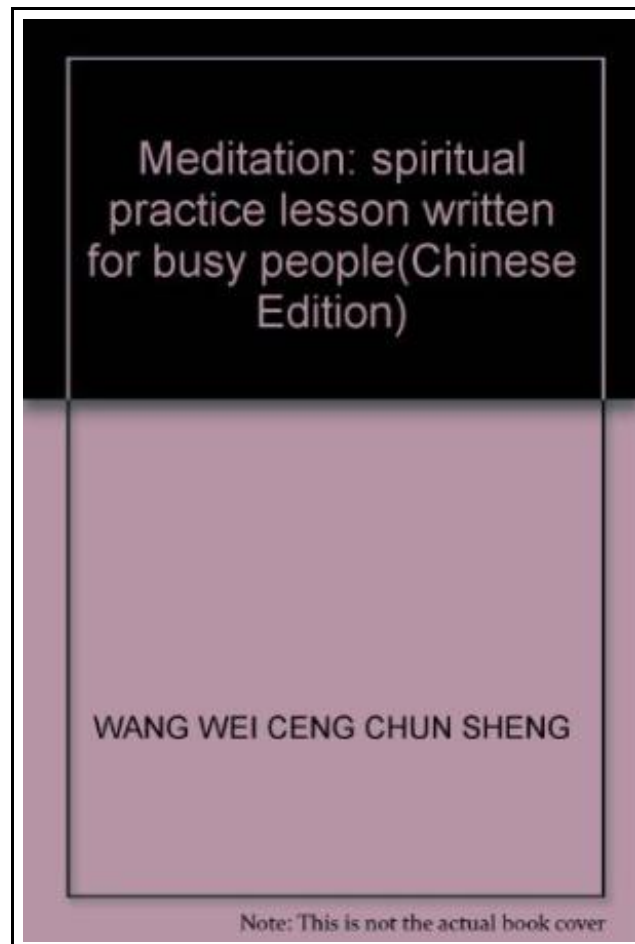 Meditation: spiritual
practice lesson written
for busy people(Chinese
Edition)
WANG WEI CENG CHUN SHENG
Note: This is not the actual book cover